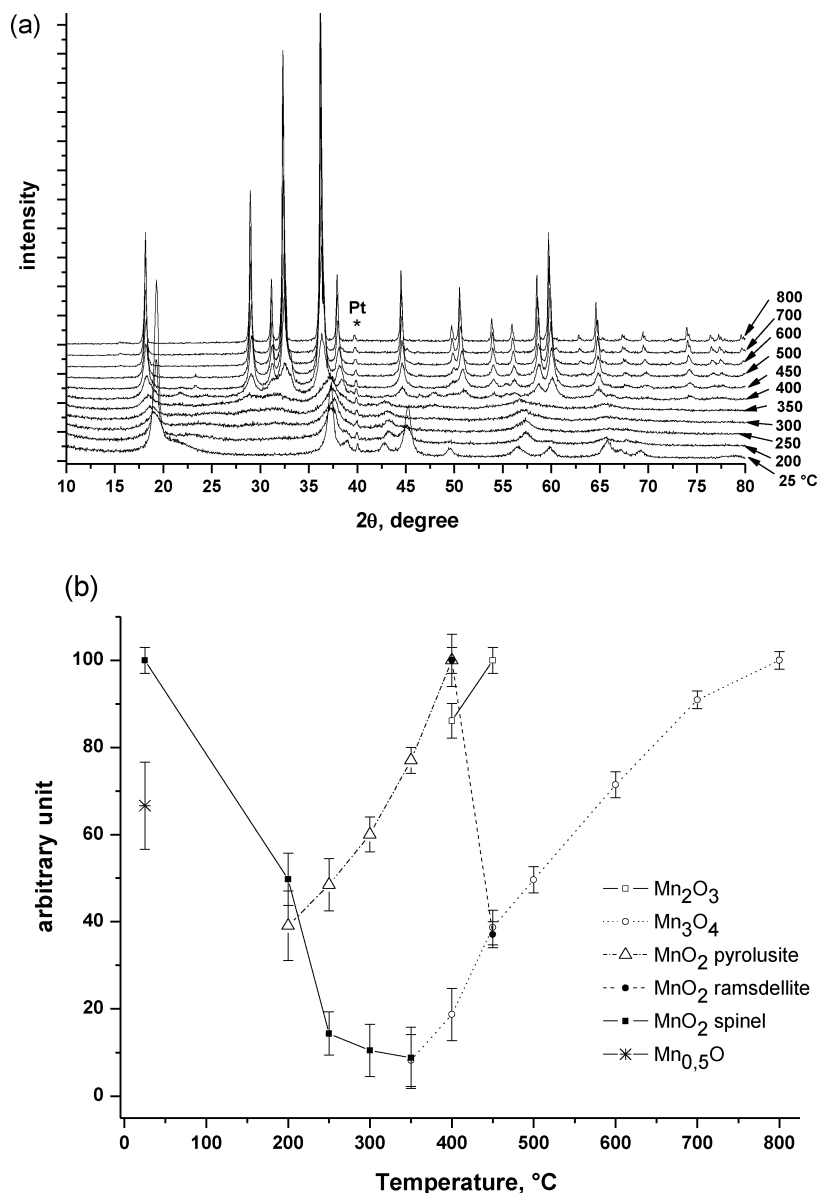 (a)
intensity
Pt
*
800
700
600
500
450
400
350
300
250
200
25 °C
10 15 20 25 30 35 40 45 50 55 60 65 70 75 80
2θ, degree
(b)
arbitrary unit
100
80
60
40
20
0
Mn2O3
Mn3O4
MnO2 pyrolusite
MnO2 ramsdellite
MnO2 spinel
Mn0,5O
0 100 200 300 400 500 600 700 800
Temperature, °C